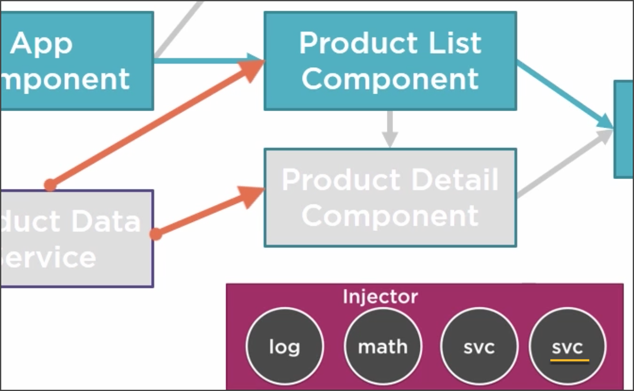 App
mponent
Product List
Component
Product Detail
Component
duct Data
ervice
Injector
log
math
svc
svc